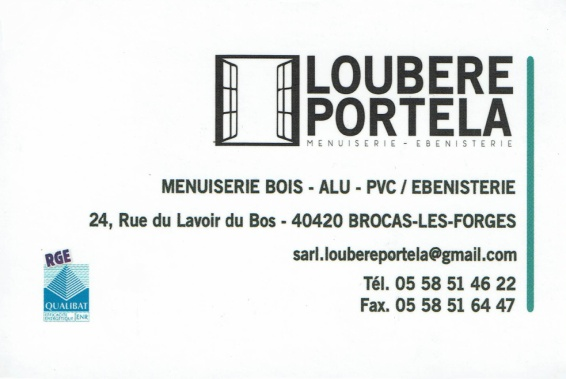 LOUBERE
PORTELA
MENUISERIE - EBENISTERIE
MENUISERIE BOIS - ALU - PVC / EBENISTERIE
24, Rue du Lavoir du Bos - 40420 BROCAS-LES-FORGES
sarl.loubereportela@gmail.com
Tél. 05 58 51 46 22
Fax. 05 58 51 64 47
RGE
QUALIBAT